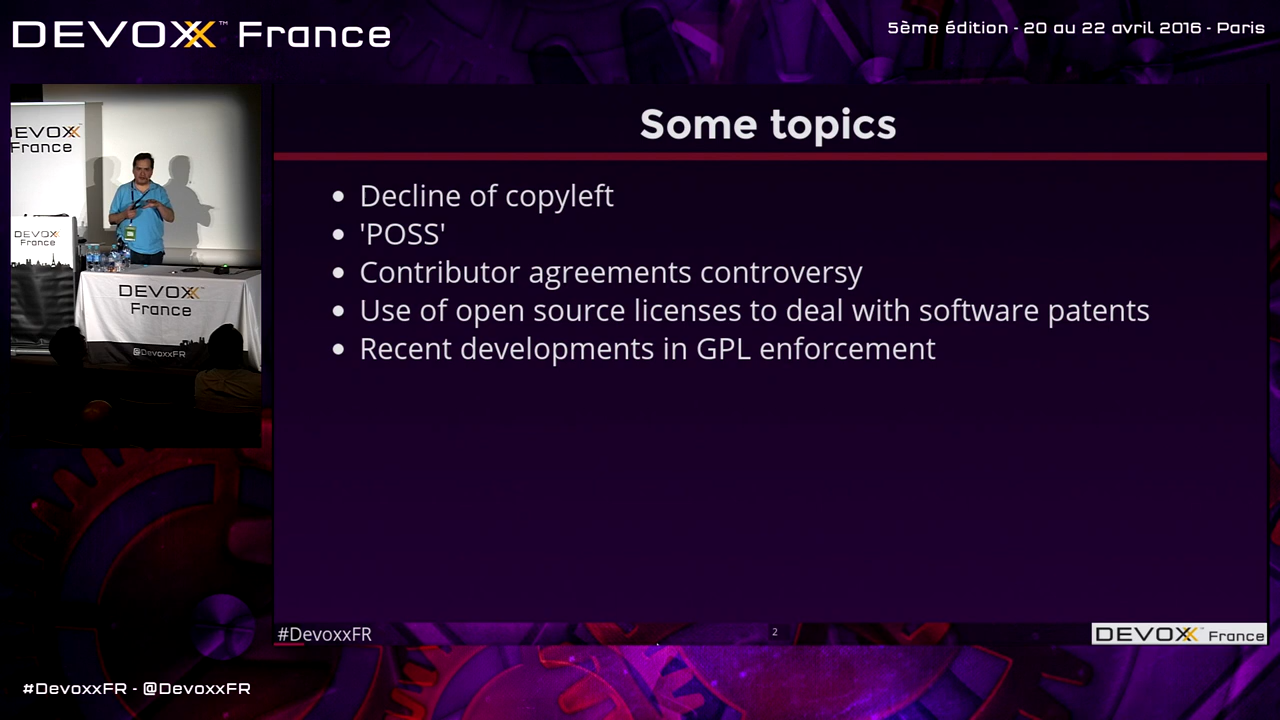 DEVOXX™ France
5ème édition - 20 au 22 avril 2016 - Paris
EVOXX
France
DEVOXX
France
DEVOXX
France
@DevoxxFR
Some topics
• Decline of copyleft
• 'POSS'
• Contributor agreements controversy
• Use of open source licenses to deal with software patents
• Recent developments in GPL enforcement
#DevoxxFR
2
DEVOXX France
#DevoxxFR - @DevoxxFR